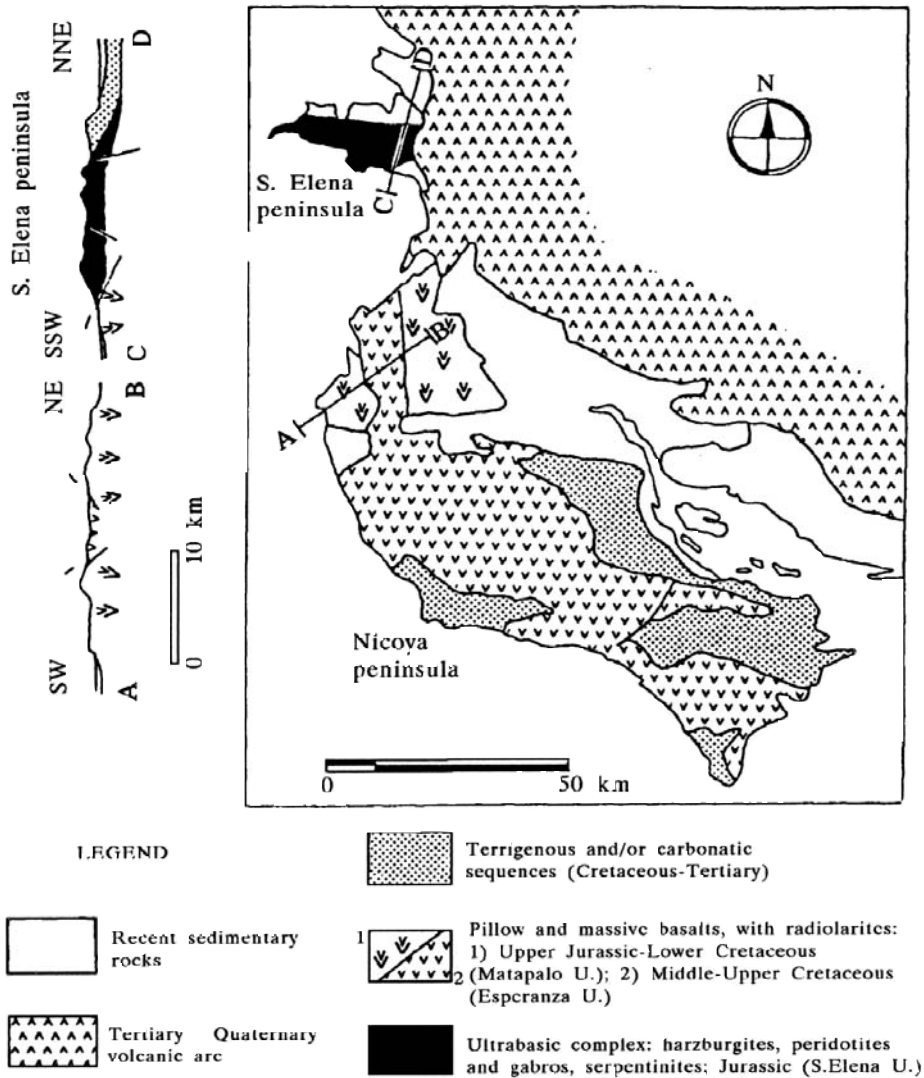 S. Elena peninsula
NNE
D
SSW
C
NE
B
SW
A
10 km
0
N
D
C
S. Elena
peninsula
B
A
Nicoya
peninsula
0 50 km
LEGEND
Recent sedimentary
rocks
Tertiary Quaternary
volcanic arc
Terrigenous and/or carbonatic
sequences (Cretaceous-Tertiary)
1
2
Pillow and massive basalts, with radiolarites:
1) Upper Jurassic-Lower Cretaceous
(Matapalo U.); 2) Middle-Upper Cretaceous
(Esperanza U.)
Ultrabasic complex: harzburgites, peridotites
and gabros, serpentinites; Jurassic (S.Elena U.)